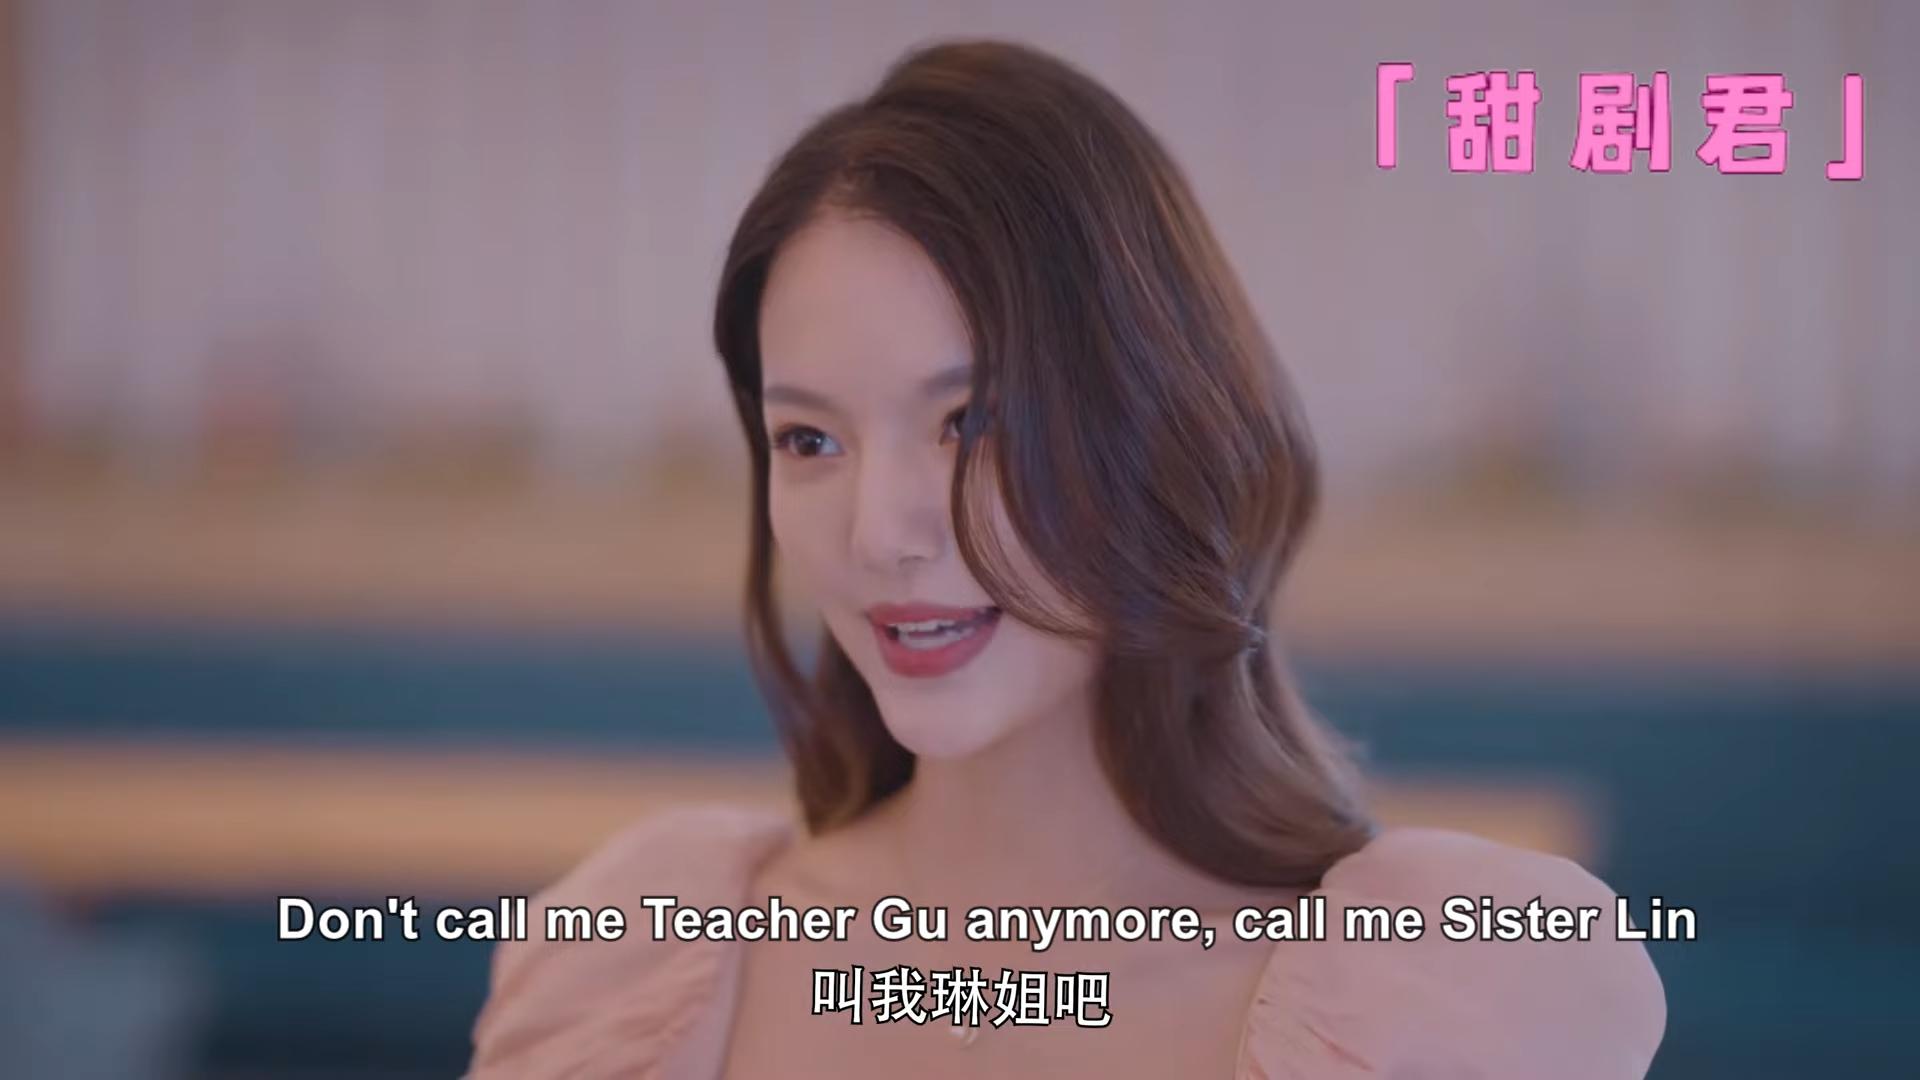 「甜剧君」
Don't call me Teacher Gu anymore, call me Sister Lin
叫我琳姐吧